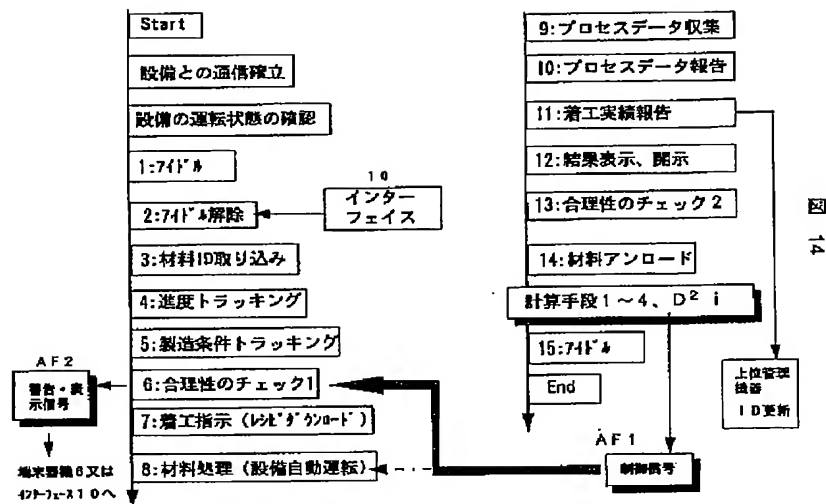 Start
設備との通信確立
設備の運転状態の確認
1:ｱｲﾄﾞﾙ
10
インター
フェイス
2:ｱｲﾄﾞﾙ解除
3:材料ID取り込み
4:進度トラッキング
5:製造条件トラッキング
AF2
警告・表
示信号
6:合理性のチェック1
7:着工指示（ﾚｼﾋﾟﾀﾞｳﾝﾛｰﾄﾞ）
8:材料処理（設備自動運転）
端末器機6又は
ｲﾝﾀｰﾌｪｰｽ10へ
9:プロセスデータ収集
10:プロセスデータ報告
11:着工実績報告
12:結果表示、開示
13:合理性のチェック2
14:材料アンロード
計算手段1～4、D² i
15:ｱｲﾄﾞﾙ
End
上位管理
機器
ID更新
AF1
制御信号
図 14